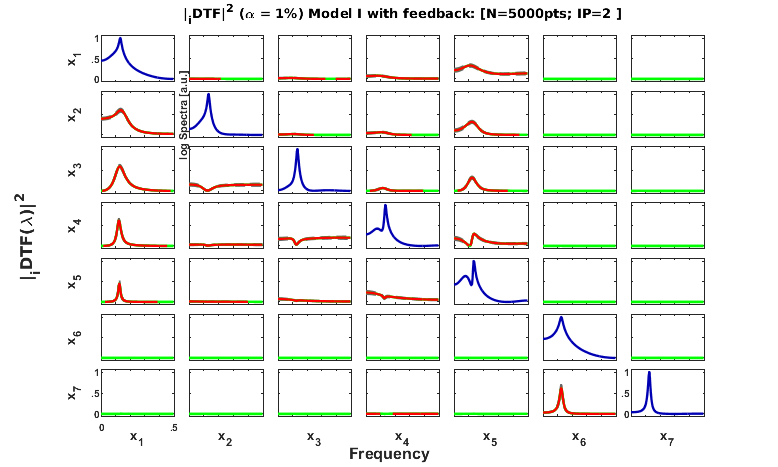 |ᵢDTF|² (α = 1%) Model I with feedback: [N=5000pts; IP=2 ]
x₁
1
.5
0
x₂
log Spectra [a.u.]
x₃
|ᵢDTF(λ)|²
x₄
x₅
x₆
x₇
1
.5
0
0 .5
x₁ x₂ x₃ x₄ x₅ x₆ x₇
Frequency